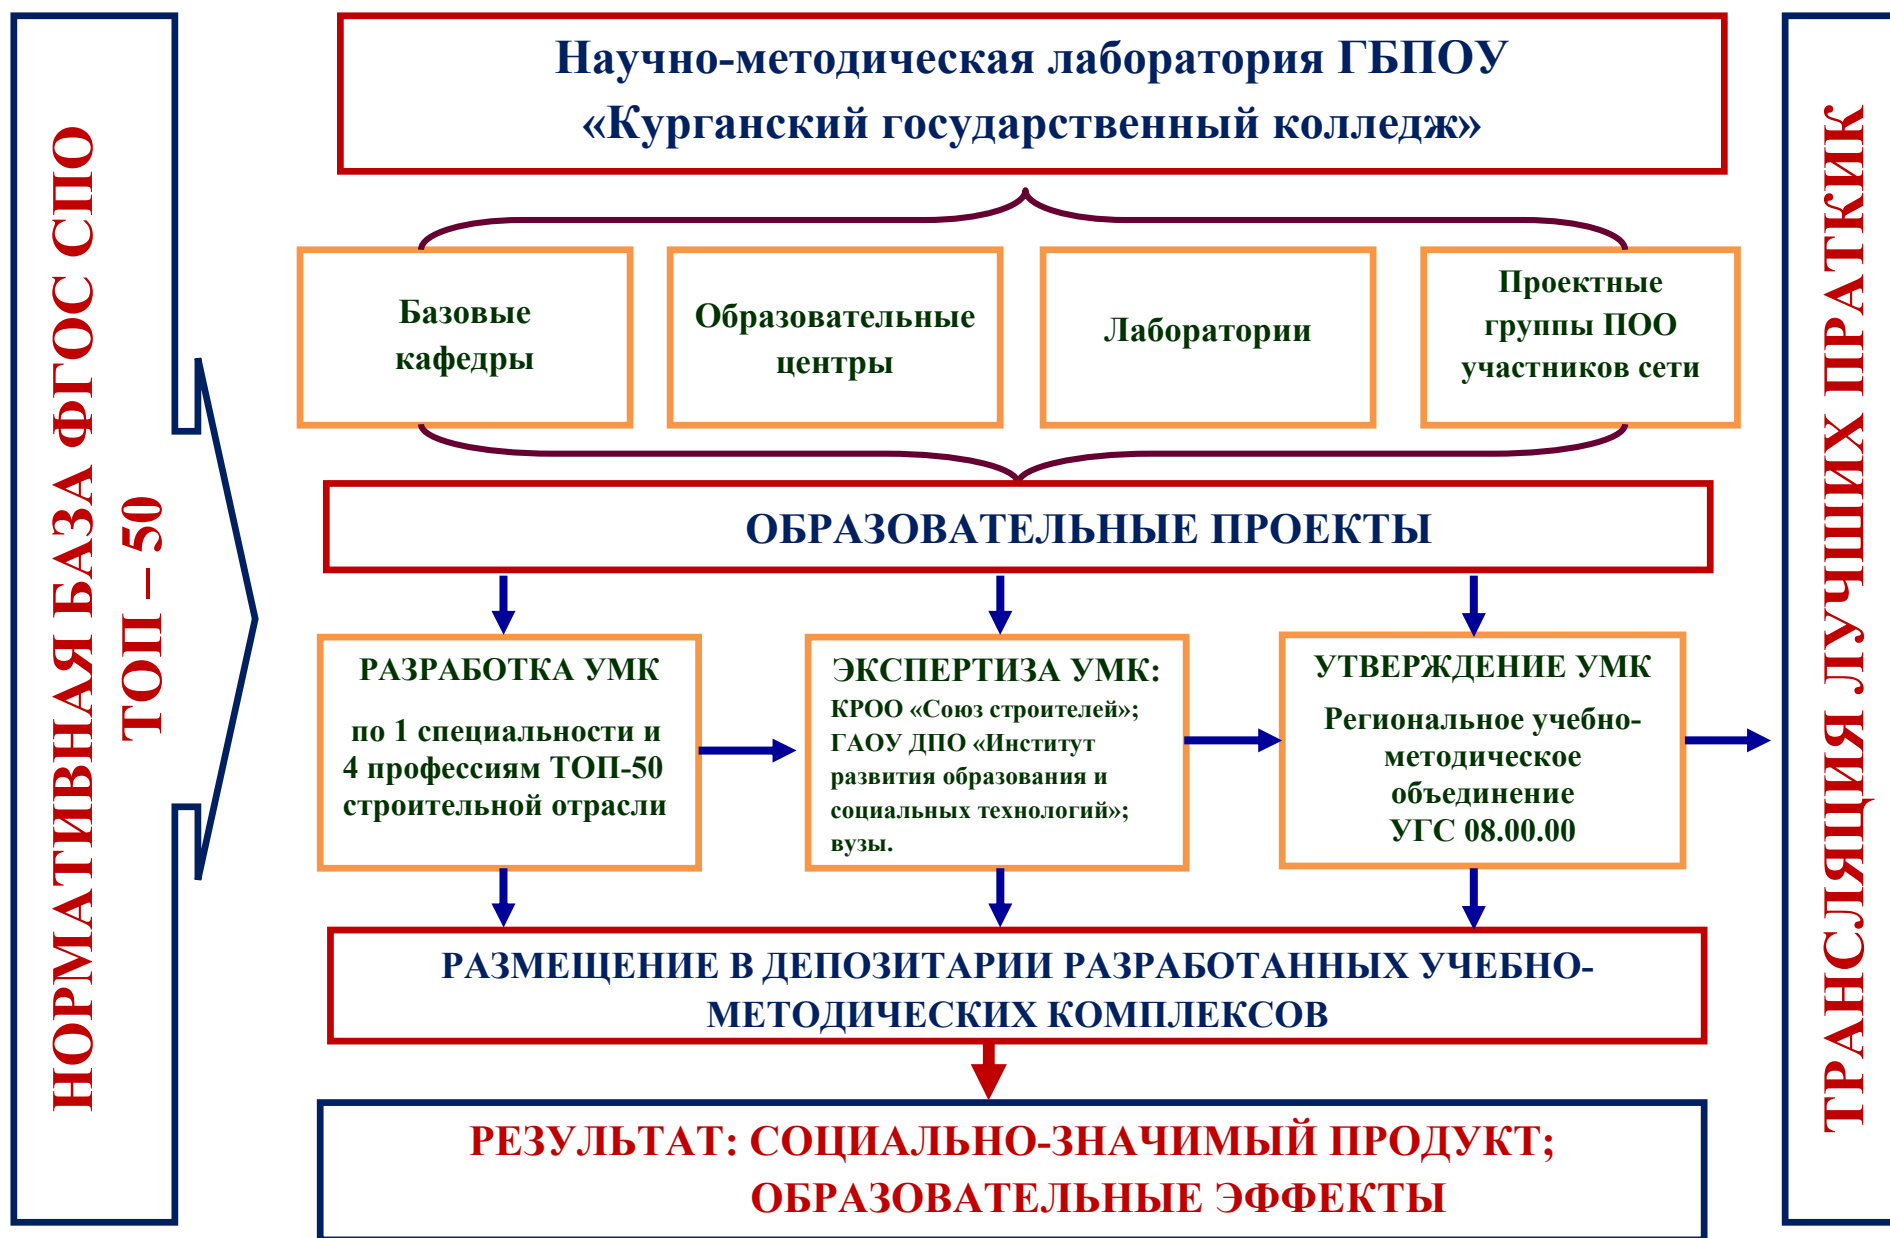 НОРМАТИВНАЯ БАЗА ФГОС СПО
ТОП – 50
Научно-методическая лаборатория ГБПОУ
«Курганский государственный колледж»
Базовые
кафедры
Образовательные
центры
Лаборатории
Проектные
группы ПОО
участников сети
ОБРАЗОВАТЕЛЬНЫЕ ПРОЕКТЫ
РАЗРАБОТКА УМК
по 1 специальности и
4 профессиям ТОП-50
строительной отрасли
ЭКСПЕРТИЗА УМК:
КРОО «Союз строителей»;
ГАОУ ДПО «Институт
развития образования и
социальных технологий»;
вузы.
УТВЕРЖДЕНИЕ УМК
Региональное учебно-
методическое
объединение
УГС 08.00.00
РАЗМЕЩЕНИЕ В ДЕПОЗИТАРИИ РАЗРАБОТАННЫХ УЧЕБНО-
МЕТОДИЧЕСКИХ КОМПЛЕКСОВ
РЕЗУЛЬТАТ: СОЦИАЛЬНО-ЗНАЧИМЫЙ ПРОДУКТ;
ОБРАЗОВАТЕЛЬНЫЕ ЭФФЕКТЫ
ТРАНСЛЯЦИЯ ЛУЧШИХ ПРАТКИК